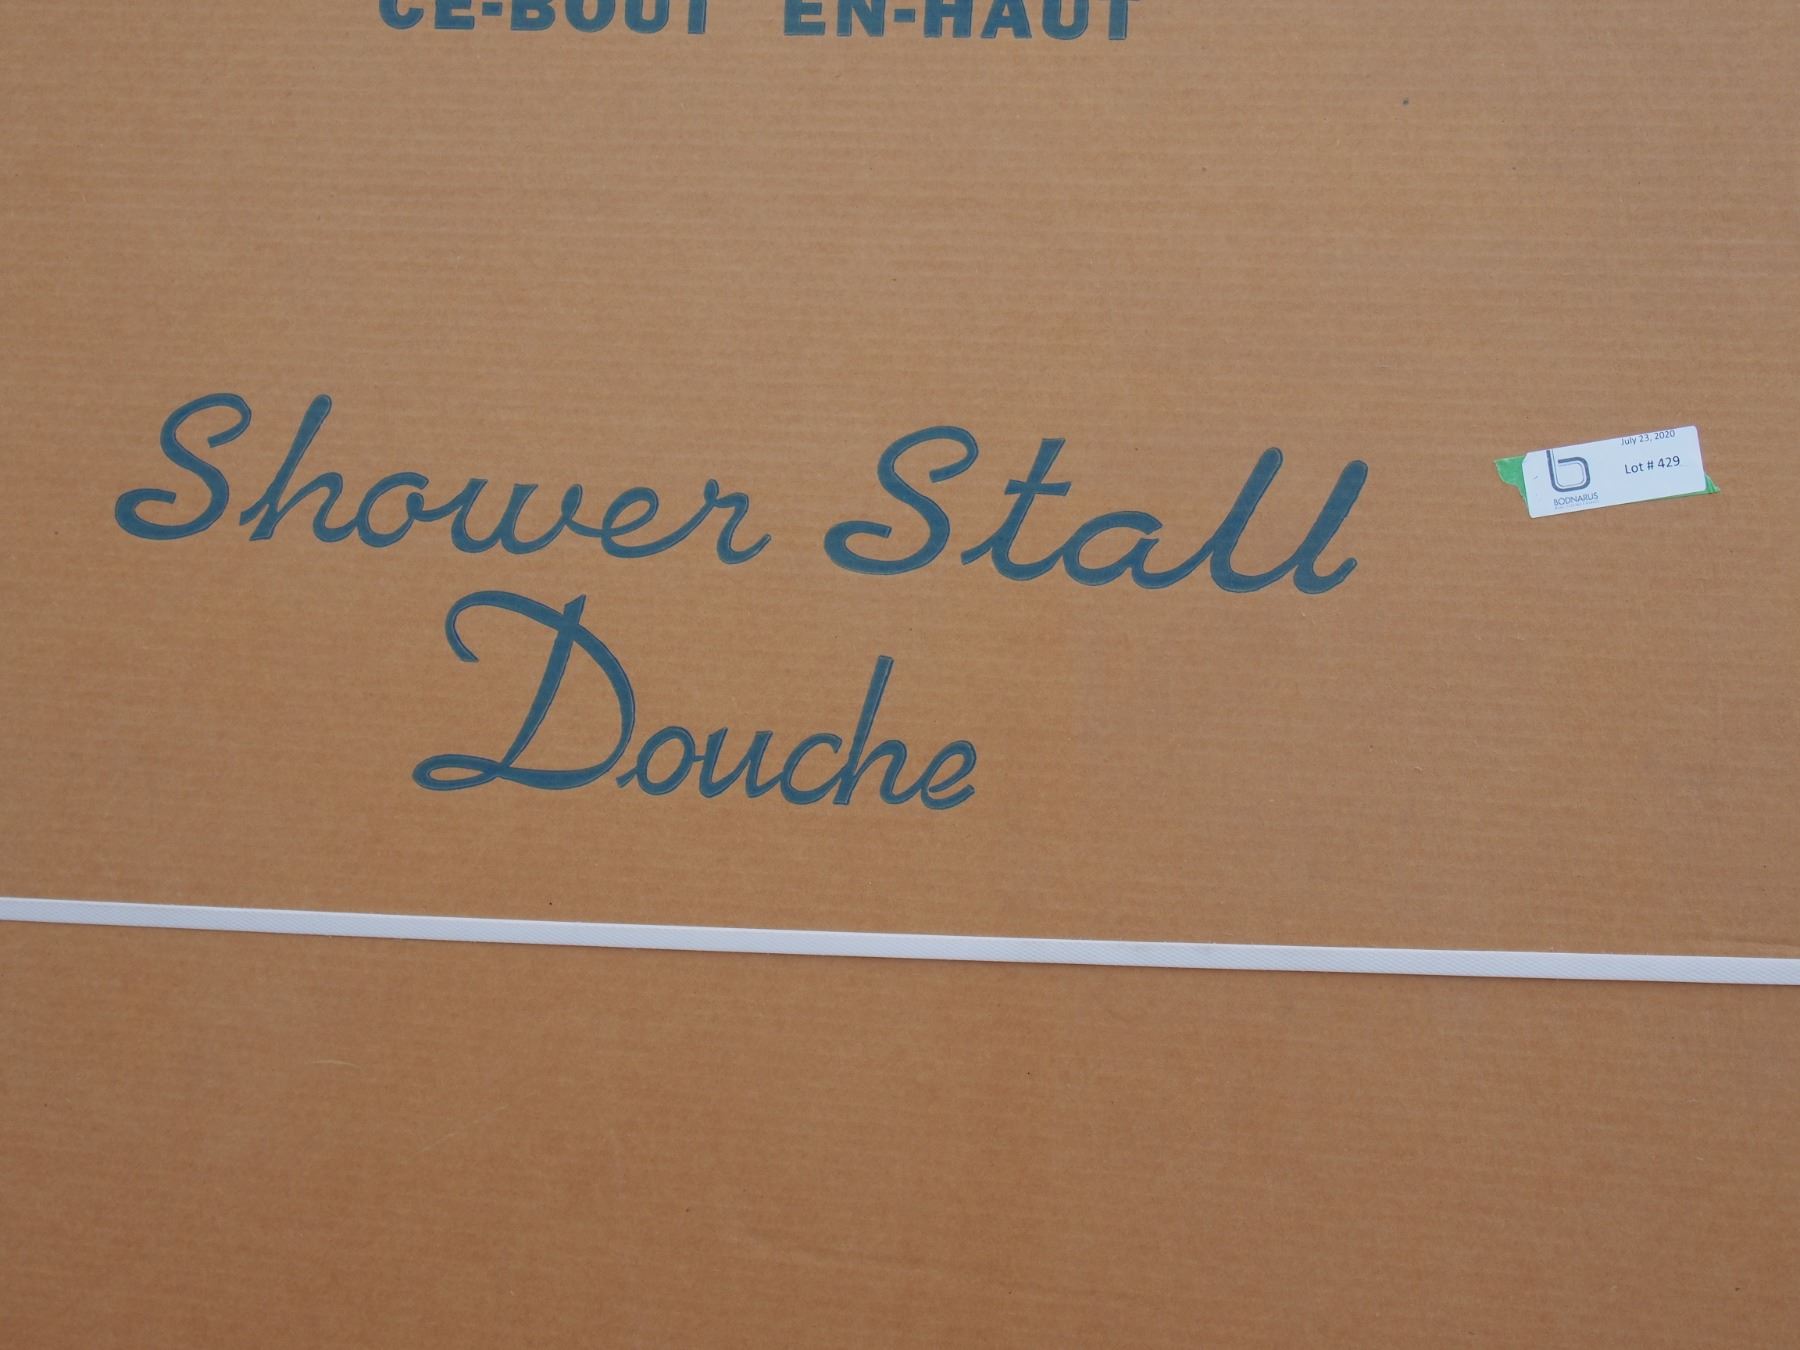 CE-BOUT EN-HAUT
Shower Stall
Douche
July 23, 2020
Lot # 429
BODNARUS